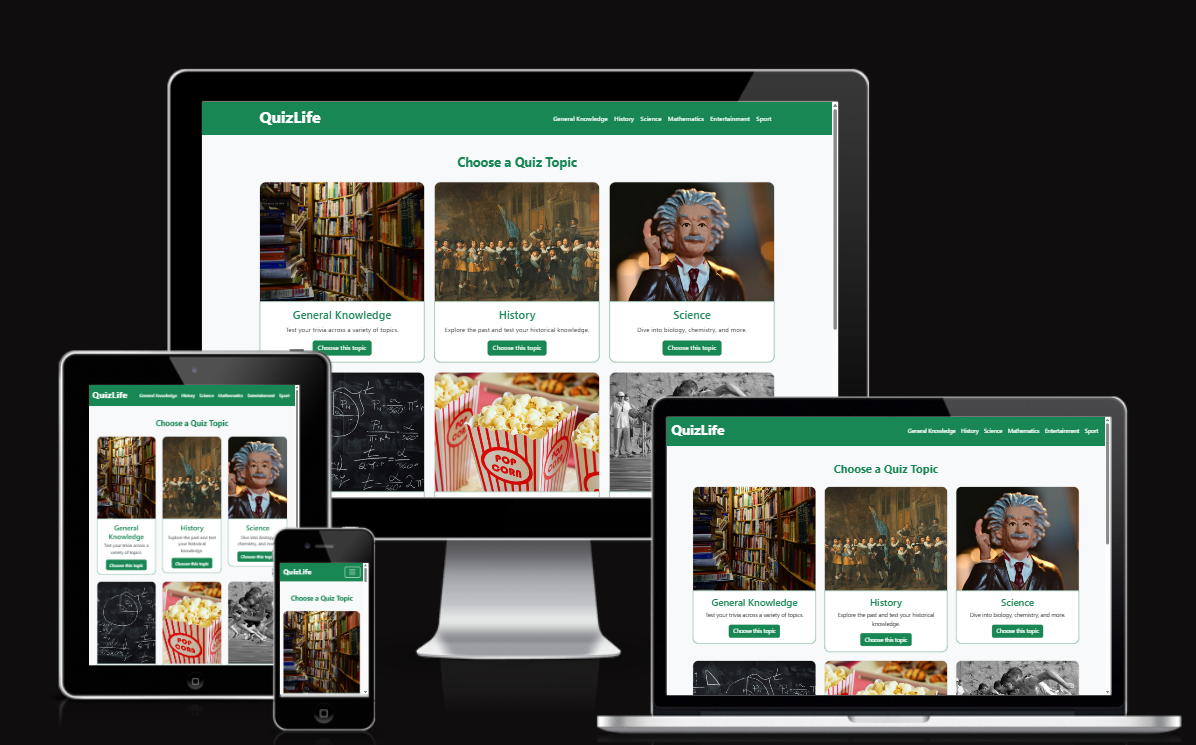 QuizLife
General Knowledge History Science Mathematics Entertainment Sport
Choose a Quiz Topic
General Knowledge
Test your trivia across a variety of topics.
Choose this topic
History
Explore the past and test your historical knowledge.
Choose this topic
Science
Dive into biology, chemistry, and more.
Choose this topic
POP
CORN
QuizLife
General Knowledge History Science Mathematics Entertainment Sport
Choose a Quiz Topic
General
Knowledge
Test your trivia across a
variety of topics.
Choose this topic
History
Explore the past and test
your historical
knowledge.
Choose this topic
Science
Dive into biology,
chemistry, and
Choose this topic
POP
CORN
QuizLife
Choose a Quiz Topic
QuizLife
General Knowledge History Science Mathematics Entertainment Sport
Choose a Quiz Topic
General Knowledge
Test your trivia across a variety of topics.
Choose this topic
History
Explore the past and test your historical
knowledge.
Choose this topic
Science
Dive into biology, chemistry, and more.
Choose this topic